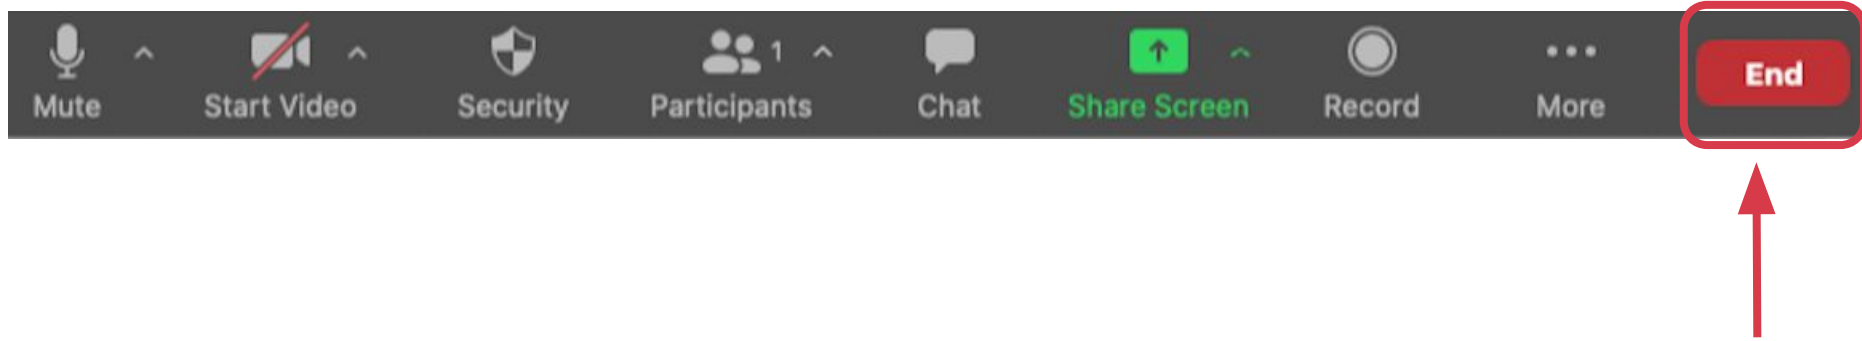 1
Mute
Start Video
Security
Participants
Chat
Share Screen
Record
More
End